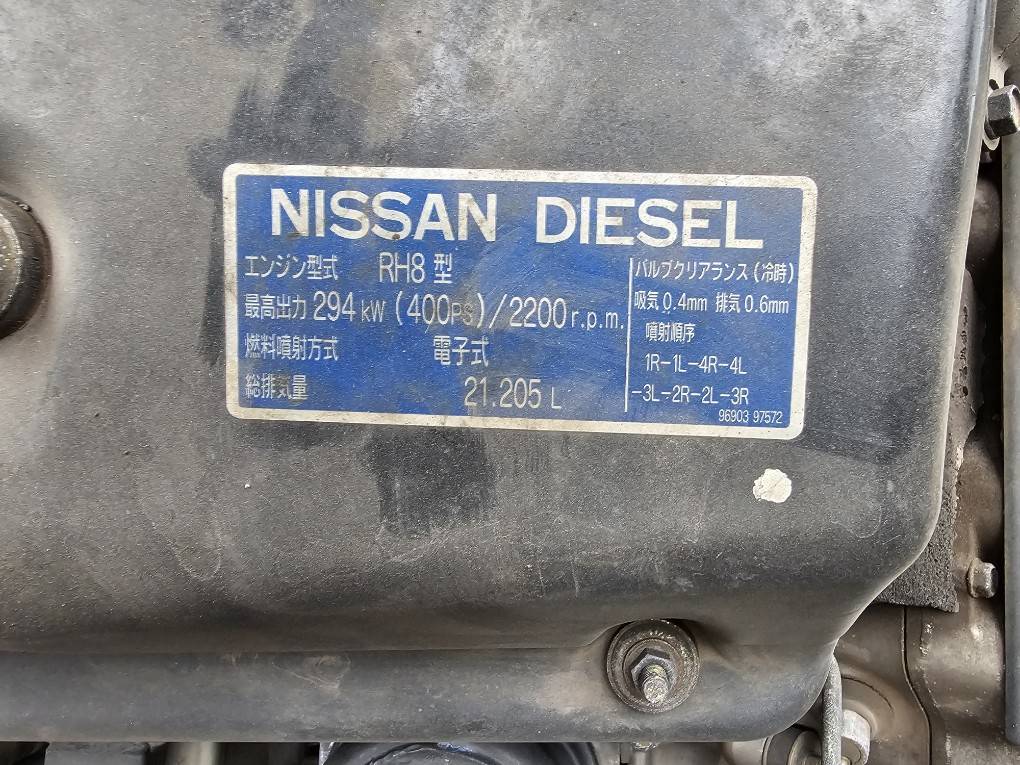 NISSAN DIESEL
エンジン型式 RH8 型
最高出力 294 kW (400PS)/2200 r.p.m.
燃料噴射方式 電子式
総排気量 21.205 L
バルブクリアランス (冷時)
吸気 0.4mm 排気 0.6mm
噴射順序
1R-1L-4R-4L
-3L-2R-2L-3R
96903 97572